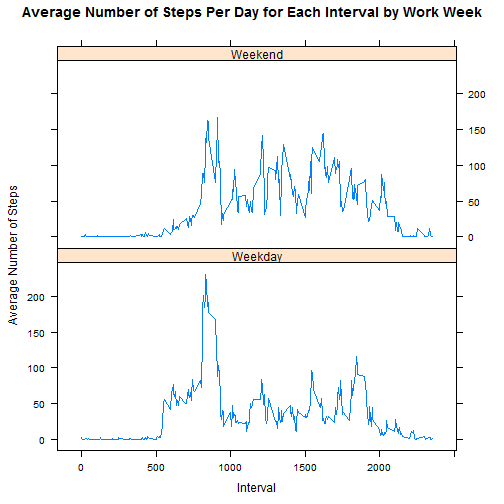 Average Number of Steps Per Day for Each Interval by Work Week
Weekend
200
150
100
50
0
Weekday
200
150
100
50
0
Average Number of Steps
0 500 1000 1500 2000
Interval